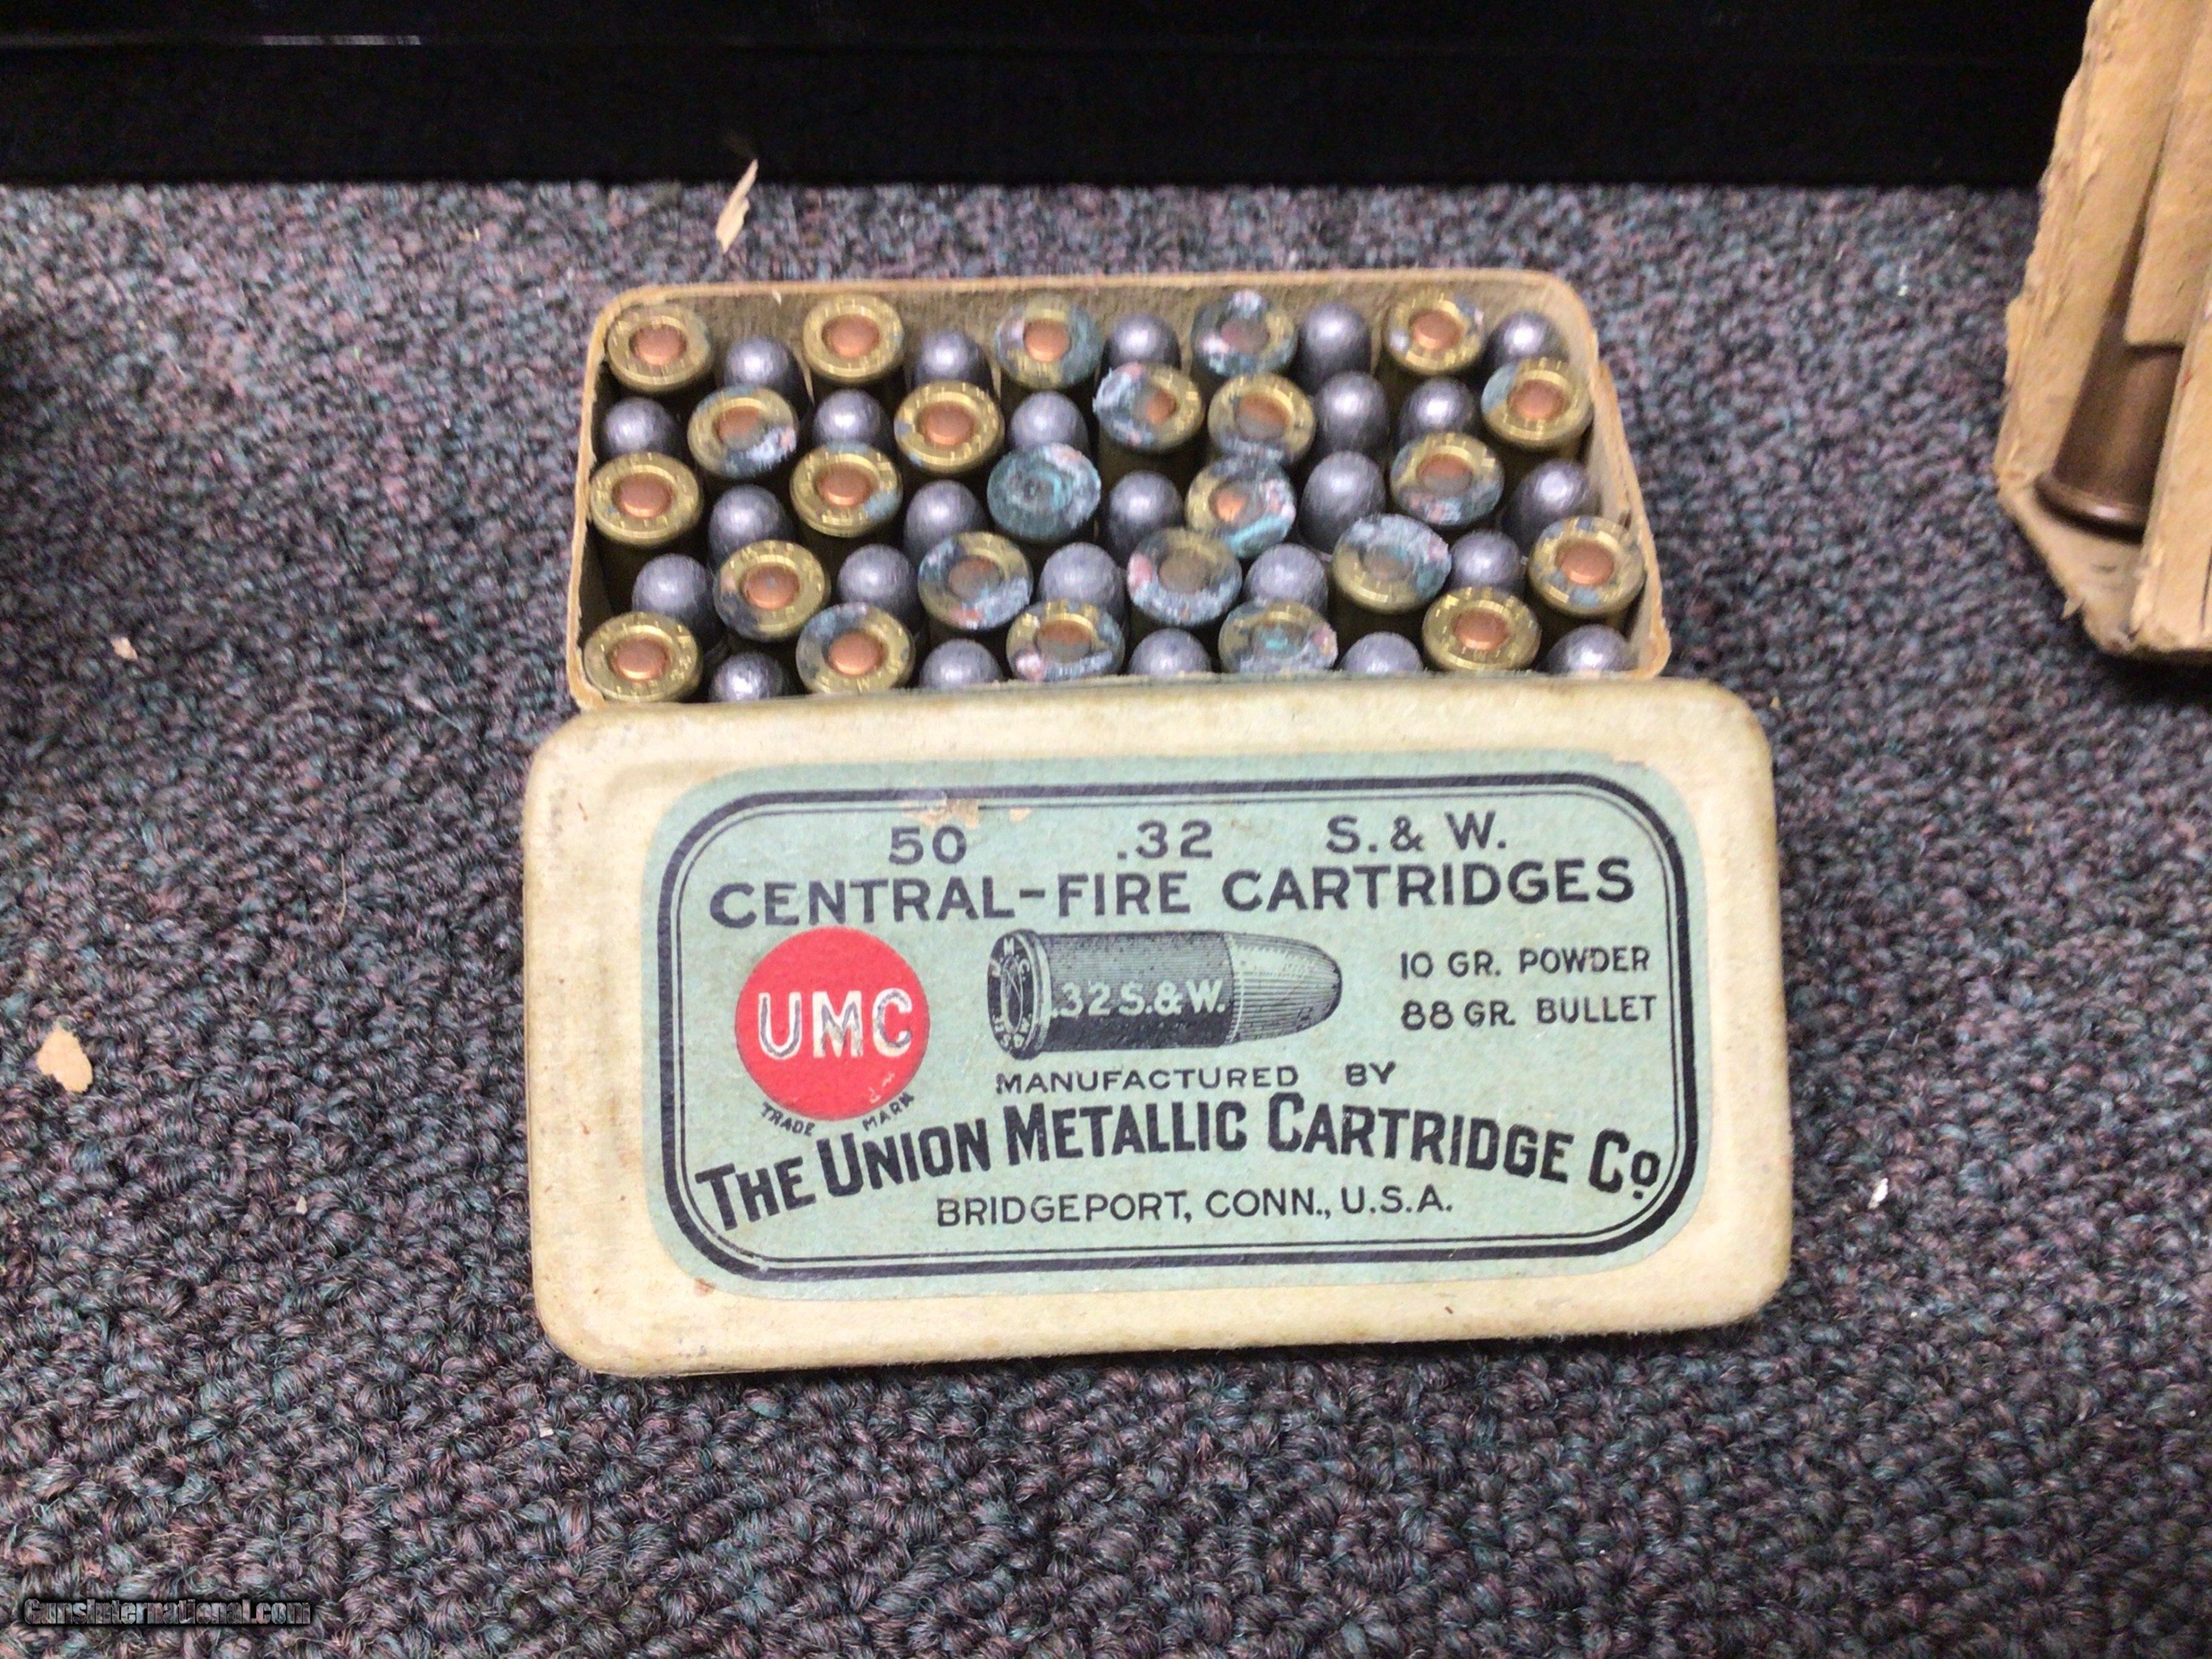 50 .32 S. & W.
CENTRAL-FIRE CARTRIDGES
UMC
TRADE MARK
.32 S.&W.
10 GR. POWDER
88 GR. BULLET
MANUFACTURED BY
THE UNION METALLIC CARTRIDGE CO.
BRIDGEPORT, CONN., U.S.A.
GunsInternational.com